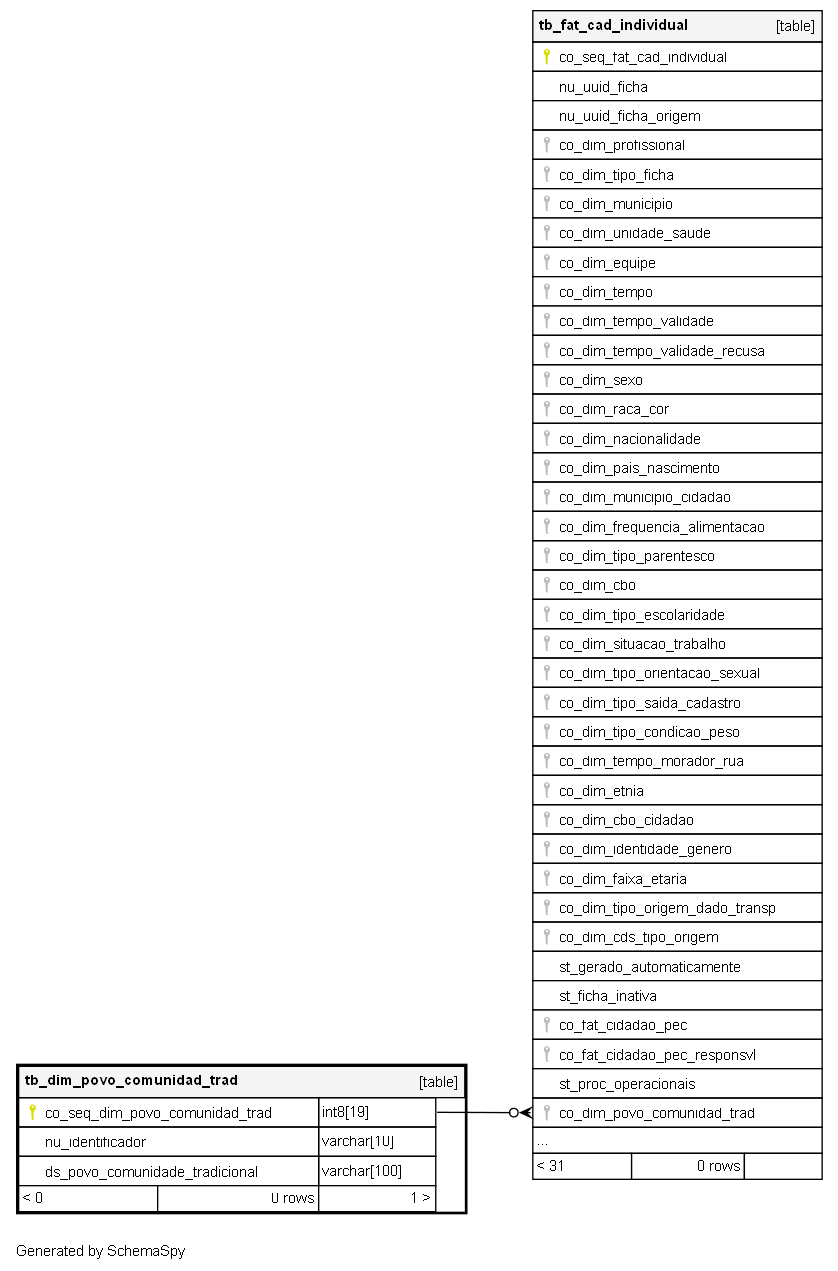 tb_fat_cad_individual [table]
co_seq_fat_cad_individual
nu_uuid_ficha
nu_uuid_ficha_origem
co_dim_profissional
co_dim_tipo_ficha
co_dim_municipio
co_dim_unidade_saude
co_dim_equipe
co_dim_tempo
co_dim_tempo_validade
co_dim_tempo_validade_recusa
co_dim_sexo
co_dim_raca_cor
co_dim_nacionalidade
co_dim_pais_nascimento
co_dim_municipio_cidadao
co_dim_frequencia_alimentacao
co_dim_tipo_parentesco
co_dim_cbo
co_dim_tipo_escolaridade
co_dim_situacao_trabalho
co_dim_tipo_orientacao_sexual
co_dim_tipo_saida_cadastro
co_dim_tipo_condicao_peso
co_dim_tempo_morador_rua
co_dim_etnia
co_dim_cbo_cidadao
co_dim_identidade_genero
co_dim_faixa_etaria
co_dim_tipo_origem_dado_transp
co_dim_cds_tipo_origem
st_gerado_automaticamente
st_ficha_inativa
co_fat_cidadao_pec
co_fat_cidadao_pec_responsvl
st_proc_operacionais
co_dim_povo_comunidad_trad
...
< 31 0 rows
tb_dim_povo_comunidad_trad [table]
co_seq_dim_povo_comunidad_trad int8[19]
nu_identificador varchar[10]
ds_povo_comunidade_tradicional varchar[100]
< 0 0 rows 1 >
Generated by SchemaSpy